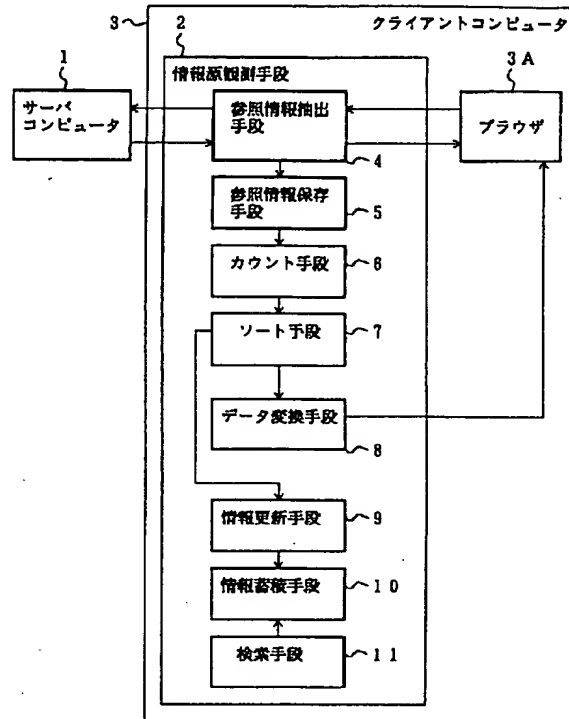 3
クライアントコンピュータ
2
情報源観測手段
1
サーバ
コンピュータ
参照情報抽出
手段
4
3A
ブラウザ
参照情報保存
手段
5
カウント手段
6
ソート手段
7
データ変換手段
8
情報更新手段
9
情報蓄積手段
10
検索手段
11